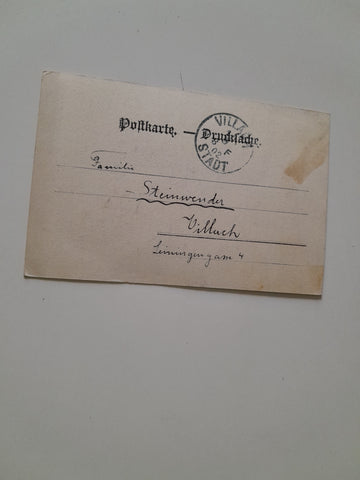 Postkarte. — Drucksache.
VILLACH
STADT
Familie
Steinwender
Villach
Leiningengasse 4